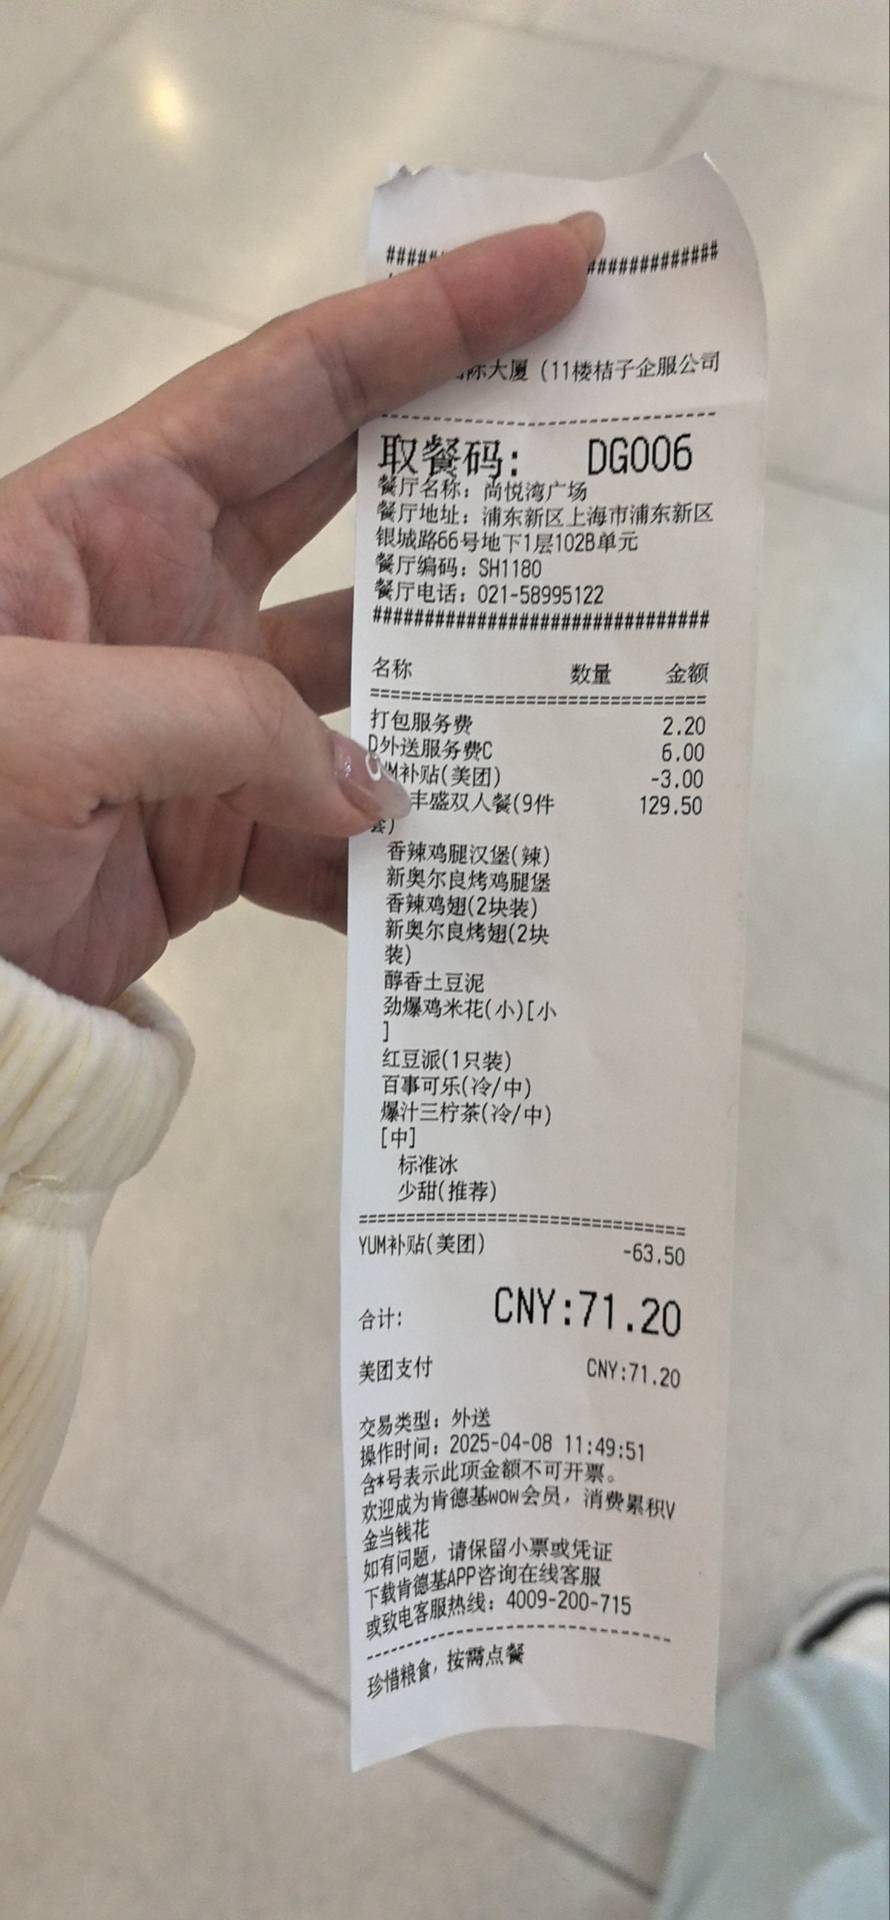 ################################
大厦（11楼桔子企服公司
--------------------------------
取餐码： DG006
餐厅名称：尚悦湾广场
餐厅地址：浦东新区上海市浦东新区
银城路66号地下1层102B单元
餐厅编码：SH1180
餐厅电话：021-58995122
################################
名称 数量 金额
================================
打包服务费 2.20
D外送服务费C 6.00
补贴(美团) -3.00
丰盛双人餐(9件 129.50
套)
香辣鸡腿汉堡(辣)
新奥尔良烤鸡腿堡
香辣鸡翅(2块装)
新奥尔良烤翅(2块
装)
醇香土豆泥
劲爆鸡米花(小)[小
]
红豆派(1只装)
百事可乐(冷/中)
爆汁三柠茶(冷/中)
[中]
标准冰
少甜(推荐)
================================
YUM补贴(美团) -63.50
合计： CNY:71.20
美团支付 CNY:71.20
交易类型：外送
操作时间：2025-04-08 11:49:51
含*号表示此项金额不可开票。
欢迎成为肯德基WOW会员，消费累积V
金当钱花
如有问题，请保留小票或凭证
下载肯德基APP咨询在线客服
或致电客服热线：4009-200-715
--------------------------------
珍惜粮食，按需点餐